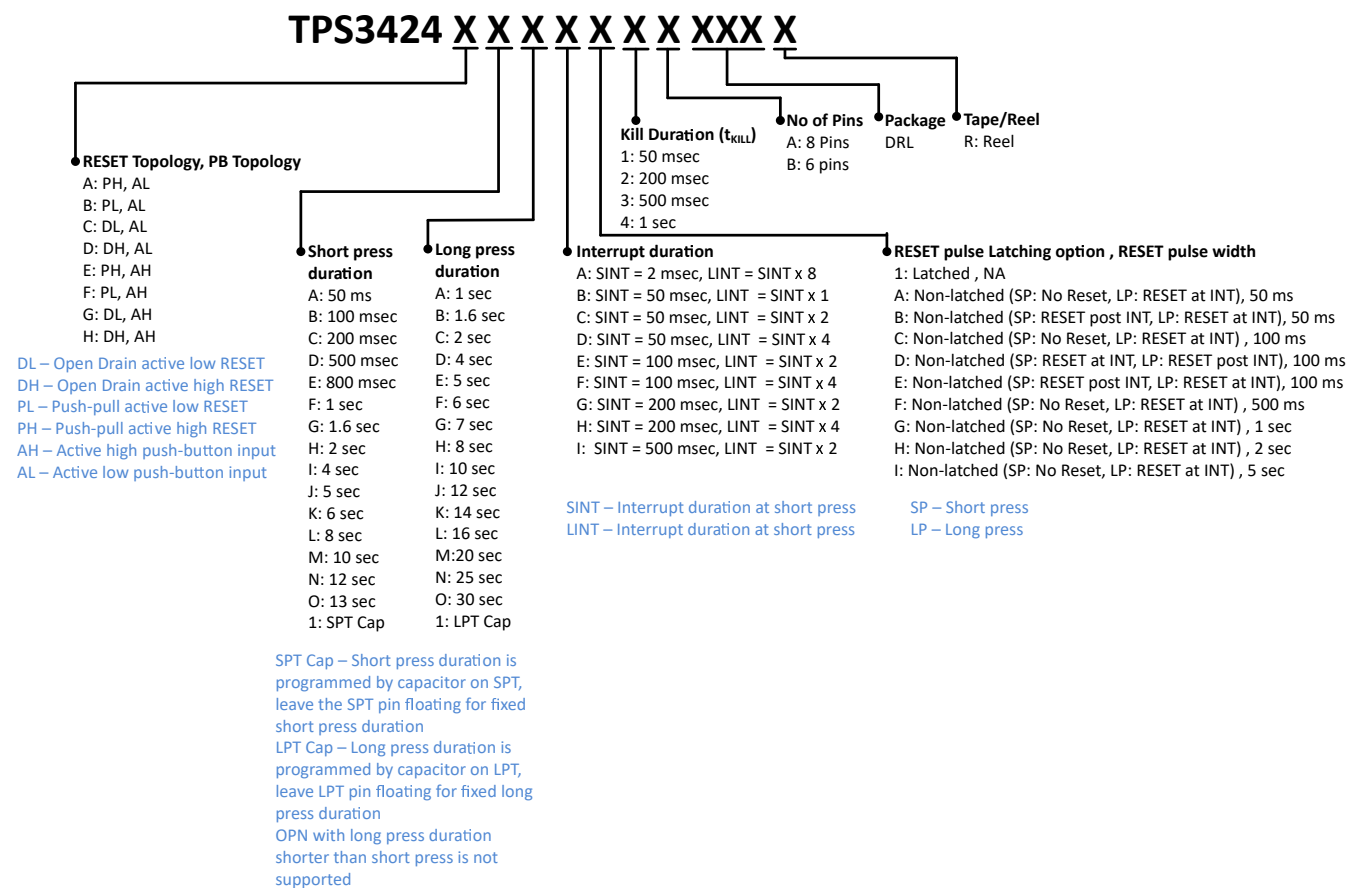 TPS3424 X X X X X X X XXX X
Kill Duration (tKILL)
1: 50 msec
2: 200 msec
3: 500 msec
4: 1 sec
No of Pins
A: 8 Pins
B: 6 pins
Package
DRL
Tape/Reel
R: Reel
RESET Topology, PB Topology
A: PH, AL
B: PL, AL
C: DL, AL
D: DH, AL
E: PH, AH
F: PL, AH
G: DL, AH
H: DH, AH
DL – Open Drain active low RESET
DH – Open Drain active high RESET
PL – Push-pull active low RESET
PH – Push-pull active high RESET
AH – Active high push-button input
AL – Active low push-button input
Short press
duration
A: 50 ms
B: 100 msec
C: 200 msec
D: 500 msec
E: 800 msec
F: 1 sec
G: 1.6 sec
H: 2 sec
I: 4 sec
J: 5 sec
K: 6 sec
L: 8 sec
M: 10 sec
N: 12 sec
O: 13 sec
1: SPT Cap
Long press
duration
A: 1 sec
B: 1.6 sec
C: 2 sec
D: 4 sec
E: 5 sec
F: 6 sec
G: 7 sec
H: 8 sec
I: 10 sec
J: 12 sec
K: 14 sec
L: 16 sec
M:20 sec
N: 25 sec
O: 30 sec
1: LPT Cap
SPT Cap – Short press duration is
programmed by capacitor on SPT,
leave the SPT pin floating for fixed
short press duration
LPT Cap – Long press duration is
programmed by capacitor on LPT,
leave LPT pin floating for fixed long
press duration
OPN with long press duration
shorter than short press is not
supported
Interrupt duration
A: SINT = 2 msec, LINT = SINT x 8
B: SINT = 50 msec, LINT = SINT x 1
C: SINT = 50 msec, LINT = SINT x 2
D: SINT = 50 msec, LINT = SINT x 4
E: SINT = 100 msec, LINT = SINT x 2
F: SINT = 100 msec, LINT = SINT x 4
G: SINT = 200 msec, LINT = SINT x 2
H: SINT = 200 msec, LINT = SINT x 4
I: SINT = 500 msec, LINT = SINT x 2
SINT – Interrupt duration at short press
LINT – Interrupt duration at short press
RESET pulse Latching option , RESET pulse width
1: Latched , NA
A: Non-latched (SP: No Reset, LP: RESET at INT), 50 ms
B: Non-latched (SP: RESET post INT, LP: RESET at INT), 50 ms
C: Non-latched (SP: No Reset, LP: RESET at INT) , 100 ms
D: Non-latched (SP: RESET at INT, LP: RESET post INT), 100 ms
E: Non-latched (SP: RESET post INT, LP: RESET at INT), 100 ms
F: Non-latched (SP: No Reset, LP: RESET at INT) , 500 ms
G: Non-latched (SP: No Reset, LP: RESET at INT) , 1 sec
H: Non-latched (SP: No Reset, LP: RESET at INT) , 2 sec
I: Non-latched (SP: No Reset, LP: RESET at INT) , 5 sec
SP – Short press
LP – Long press